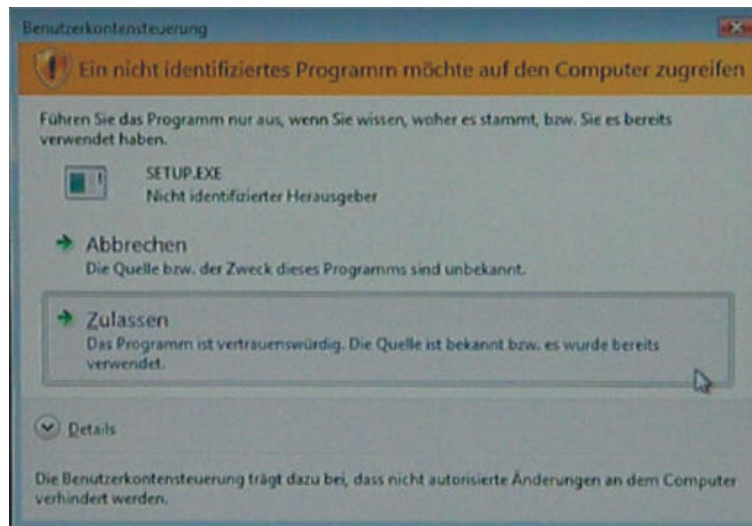 Benutzerkontensteuerung
Ein nicht identifiziertes Programm möchte auf den Computer zugreifen
Führen Sie das Programm nur aus, wenn Sie wissen, woher es stammt, bzw. Sie es bereits
verwendet haben.
SETUP.EXE
Nicht identifizierter Herausgeber
Abbrechen
Die Quelle bzw. der Zweck dieses Programms sind unbekannt.
Zulassen
Das Programm ist vertrauenswürdig. Die Quelle ist bekannt bzw. es wurde bereits
verwendet.
Details
Die Benutzerkontensteuerung trägt dazu bei, dass nicht autorisierte Änderungen an dem Computer
verhindert werden.